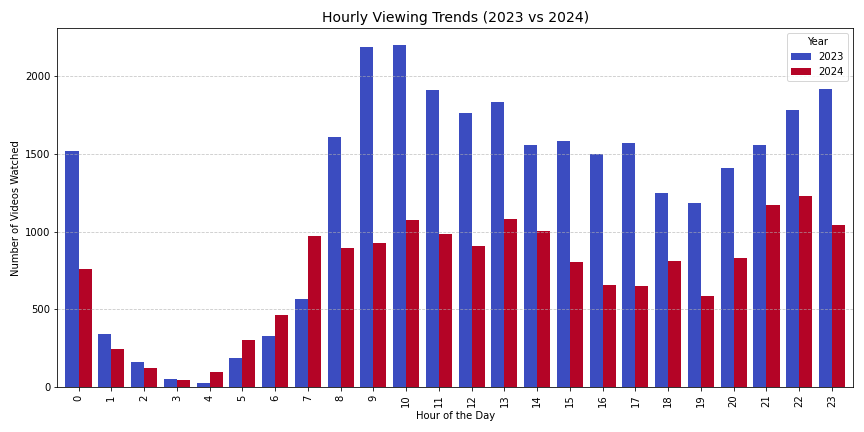 Hourly Viewing Trends (2023 vs 2024)
Year
2023
2024
Number of Videos Watched
2000
1500
1000
500
0
0 1 2 3 4 5 6 7 8 9 10 11 12 13 14 15 16 17 18 19 20 21 22 23
Hour of the Day